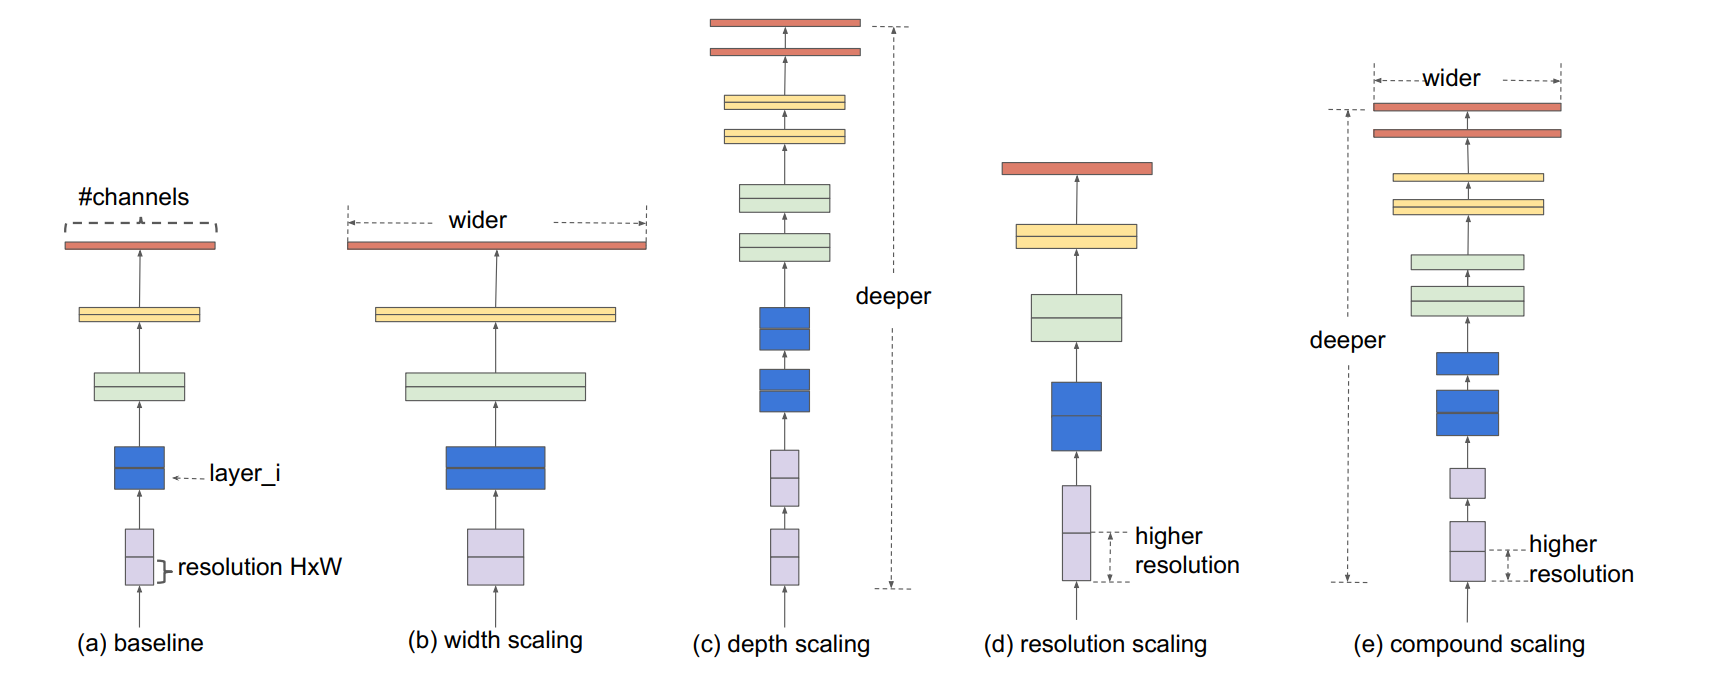 #channels
layer_i
resolution HxW
(a) baseline
wider
(b) width scaling
deeper
(c) depth scaling
higher
resolution
(d) resolution scaling
wider
deeper
higher
resolution
(e) compound scaling